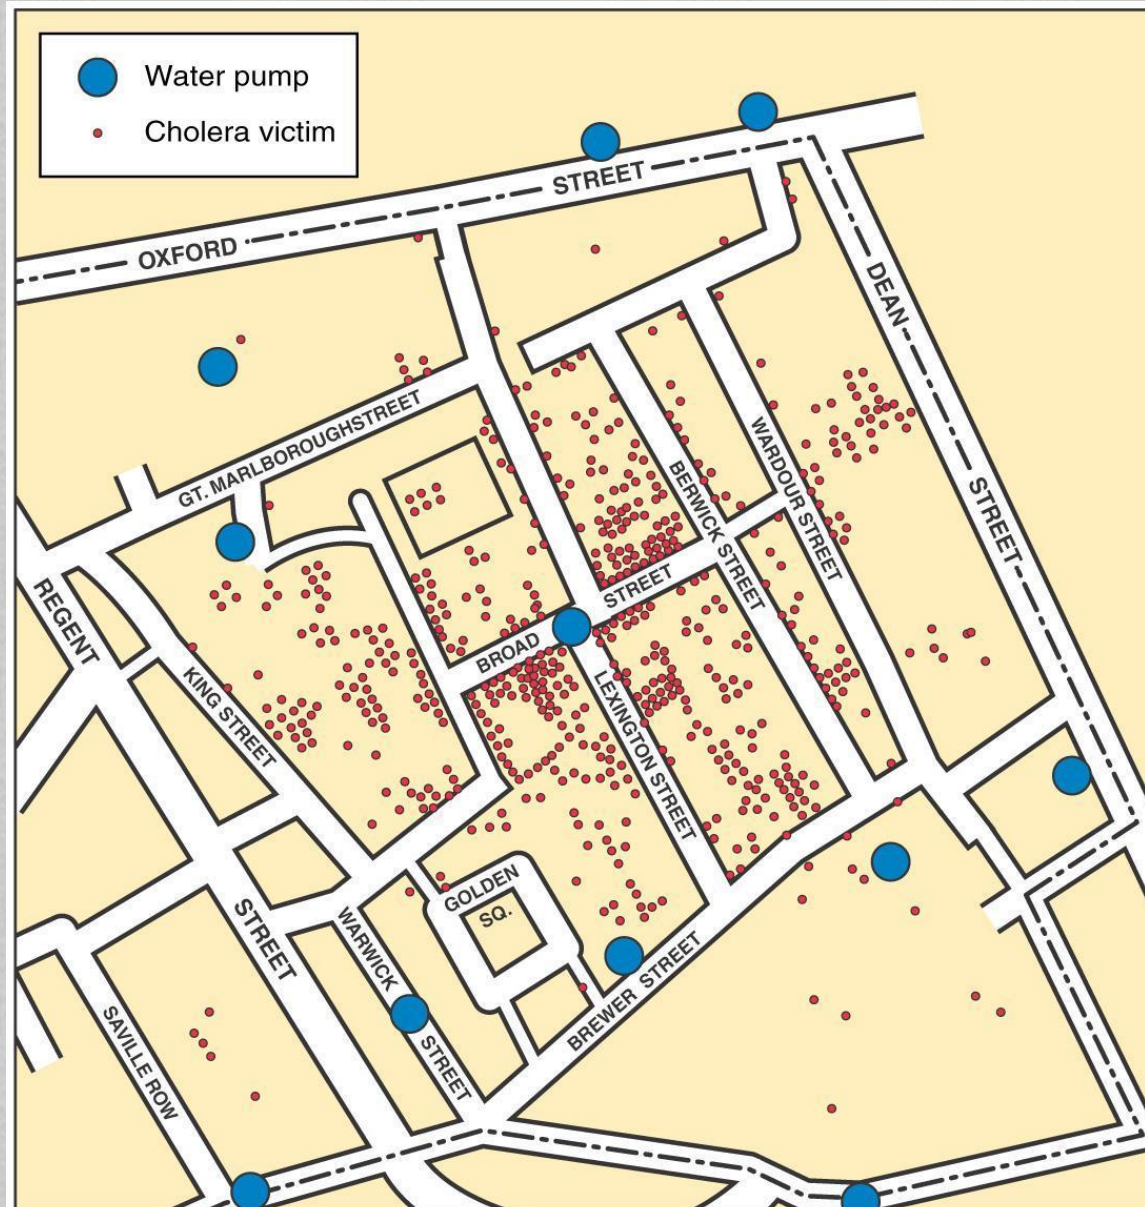 Water pump
Cholera victim
OXFORD STREET
DEAN STREET
GT. MARLBOROUGHSTREET
WARDOUR STREET
BERWICK STREET
REGENT STREET
BROAD STREET
KING STREET
LEXINGTON STREET
GOLDEN
SQ.
WARWICK STREET
BREWER STREET
SAVILLE ROW